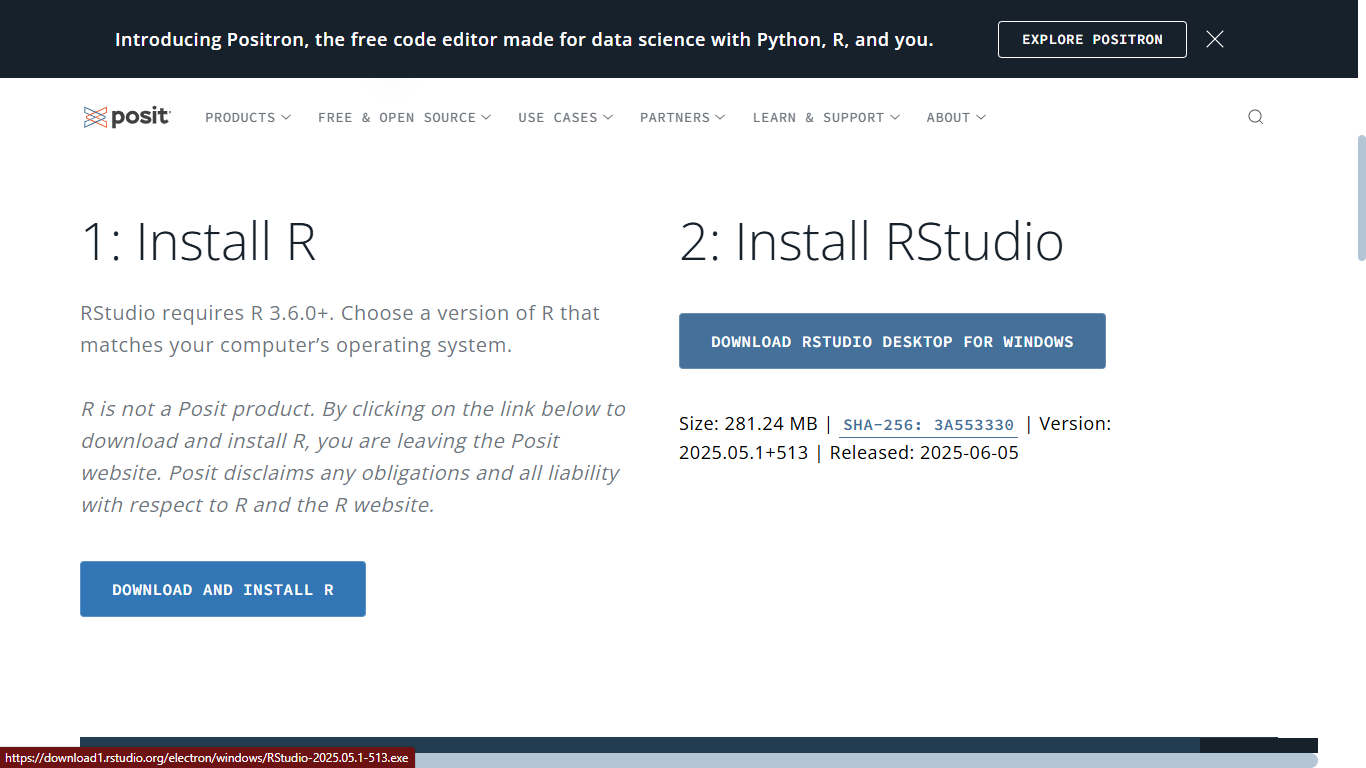 Introducing Positron, the free code editor made for data science with Python, R, and you.
EXPLORE POSITRON
posit
PRODUCTS
FREE & OPEN SOURCE
USE CASES
PARTNERS
LEARN & SUPPORT
ABOUT
1: Install R
RStudio requires R 3.6.0+. Choose a version of R that
matches your computer’s operating system.
R is not a Posit product. By clicking on the link below to
download and install R, you are leaving the Posit
website. Posit disclaims any obligations and all liability
with respect to R and the R website.
DOWNLOAD AND INSTALL R
2: Install RStudio
DOWNLOAD RSTUDIO DESKTOP FOR WINDOWS
Size: 281.24 MB | SHA-256: 3A553330 | Version:
2025.05.1+513 | Released: 2025-06-05
https://download1.rstudio.org/electron/windows/RStudio-2025.05.1-513.exe